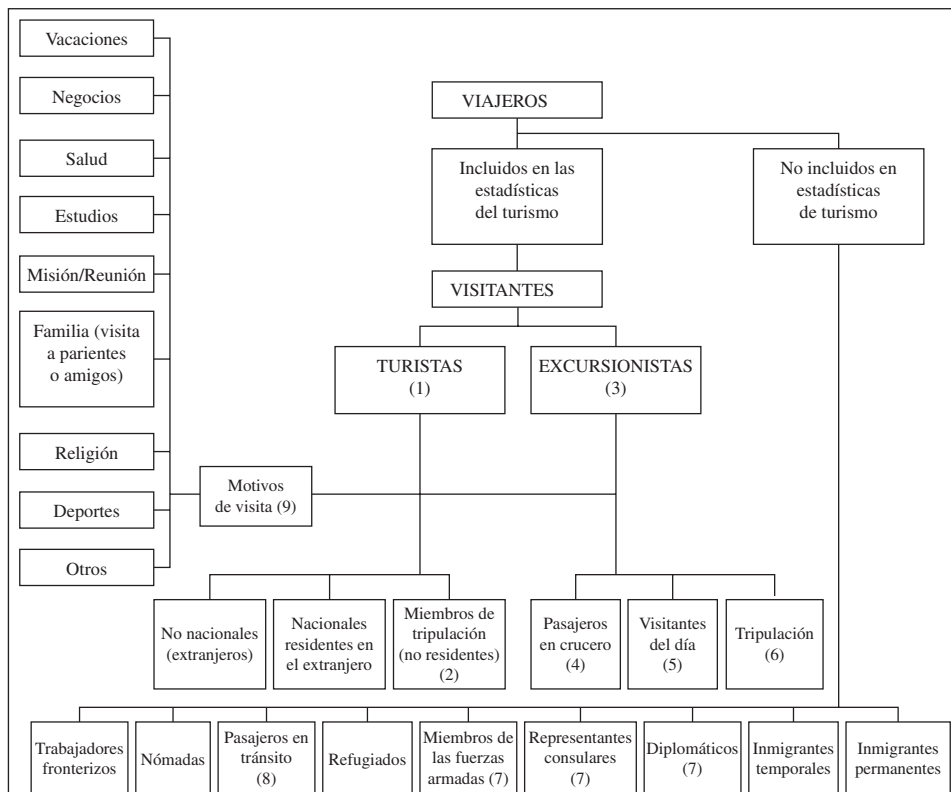 Vacaciones
Negocios
Salud
Estudios
Misión/Reunión
Familia (visita
a parientes
o amigos)
Religión
Deportes
Otros
Motivos
de visita (9)
VIAJEROS
Incluidos en las
estadísticas
del turismo
No incluidos en
estadísticas
de turismo
VISITANTES
TURISTAS
(1)
EXCURSIONISTAS
(3)
No nacionales
(extranjeros)
Nacionales
residentes en
el extranjero
Miembros de
tripulación
(no residentes)
(2)
Pasajeros
en crucero
(4)
Visitantes
del día
(5)
Tripulación
(6)
Trabajadores
fronterizos
Nómadas
Pasajeros en
tránsito
(8)
Refugiados
Miembros de
las fuerzas
armadas (7)
Representantes
consulares
(7)
Diplomáticos
(7)
Inmigrantes
temporales
Inmigrantes
permanentes